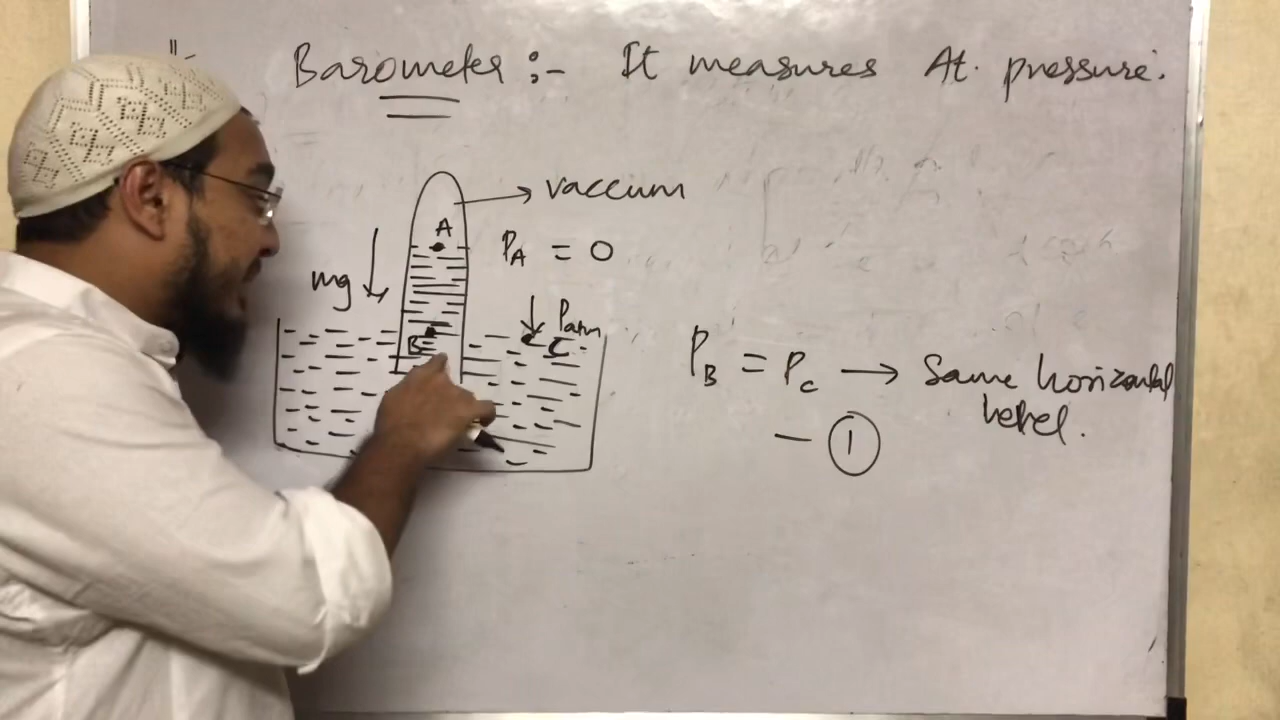 Barometer :- It measures At. pressure.
vaccum
A
P_A = 0
mg
Patm
B
C
P_B = P_C → Same horizontal
level.
— ①